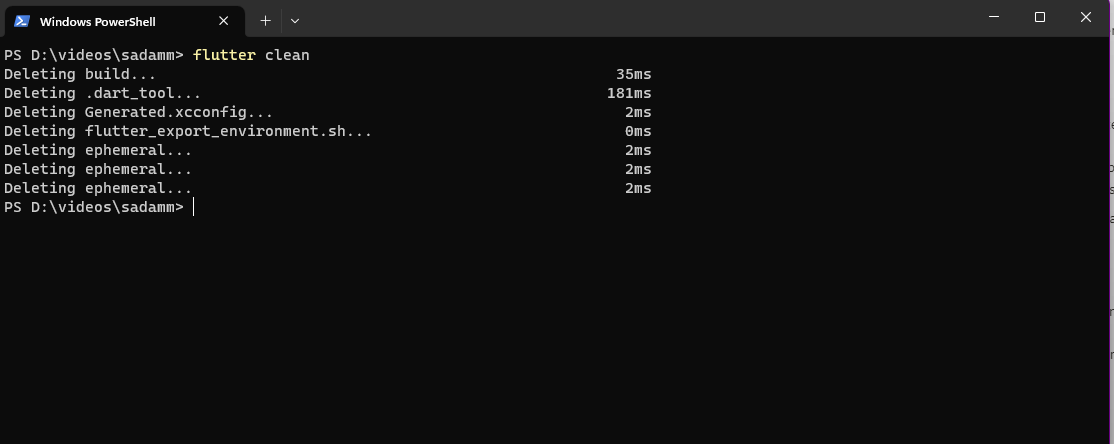 Windows PowerShell
PS D:\videos\sadamm> flutter clean
Deleting build... 35ms
Deleting .dart_tool... 181ms
Deleting Generated.xcconfig... 2ms
Deleting flutter_export_environment.sh... 0ms
Deleting ephemeral... 2ms
Deleting ephemeral... 2ms
Deleting ephemeral... 2ms
PS D:\videos\sadamm>